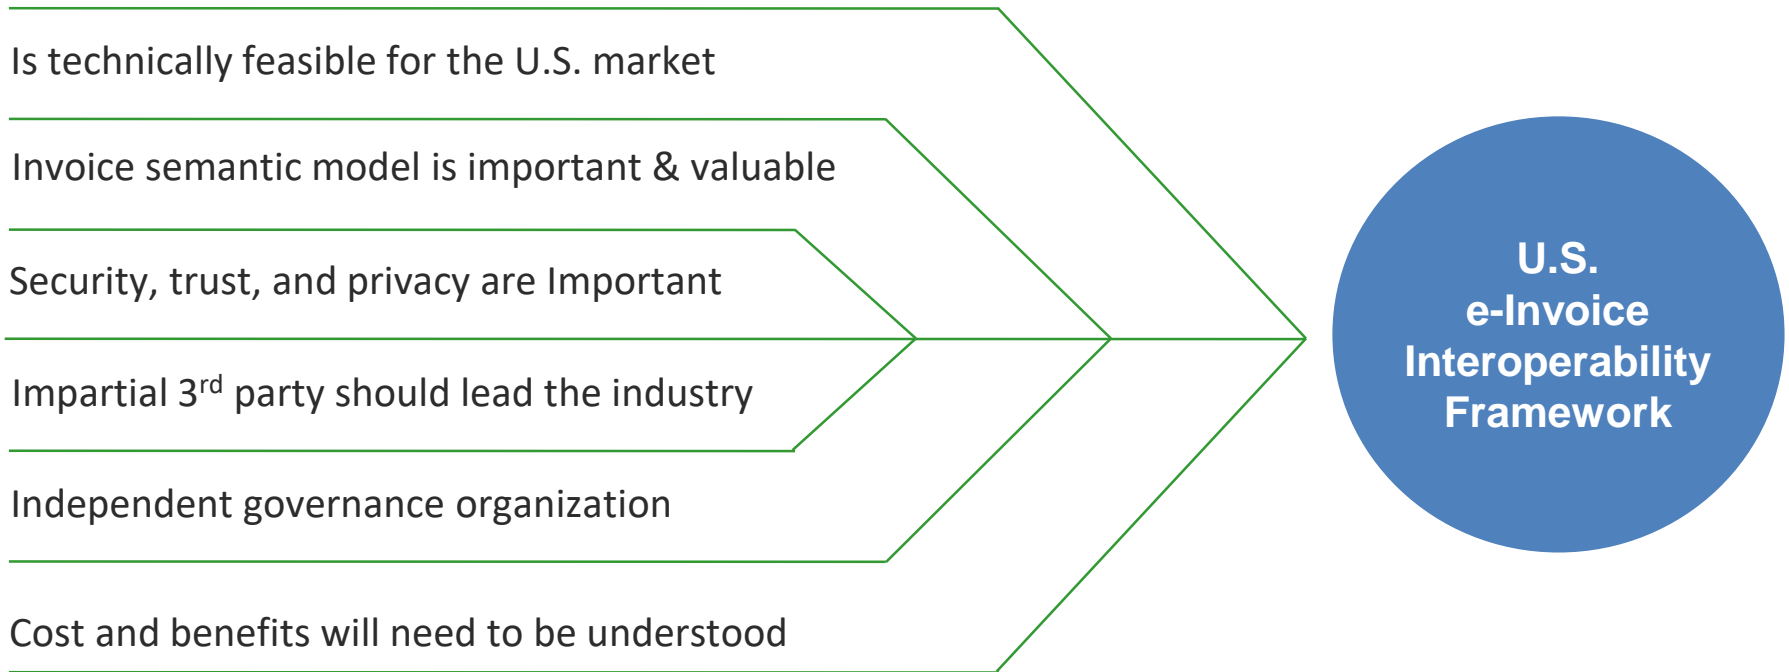 Is technically feasible for the U.S. market
Invoice semantic model is important & valuable
Security, trust, and privacy are Important
Impartial 3rd party should lead the industry
Independent governance organization
Cost and benefits will need to be understood
U.S.
e-Invoice
Interoperability
Framework